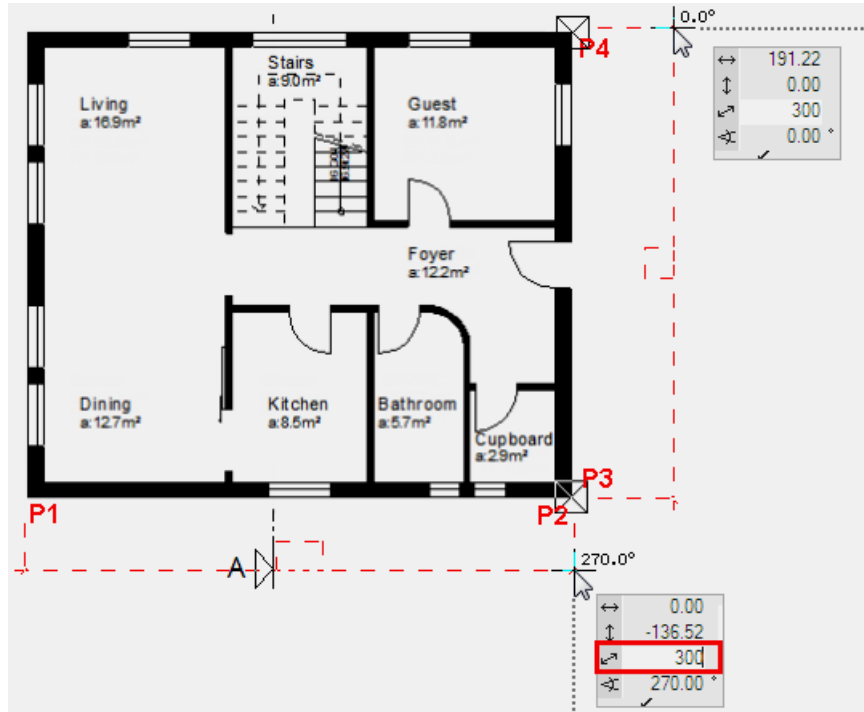 0.0°
P4
191.22
0.00
300
0.00 °
Stairs
a:9.0m²
Living
a:16.9m²
Guest
a:11.8m²
Foyer
a:12.2m²
Dining
a:12.7m²
Kitchen
a:8.5m²
Bathroom
a:5.7m²
Cupboard
a:2.9m²
P1
P2
P3
A
270.0°
0.00
-136.52
300
270.00 °